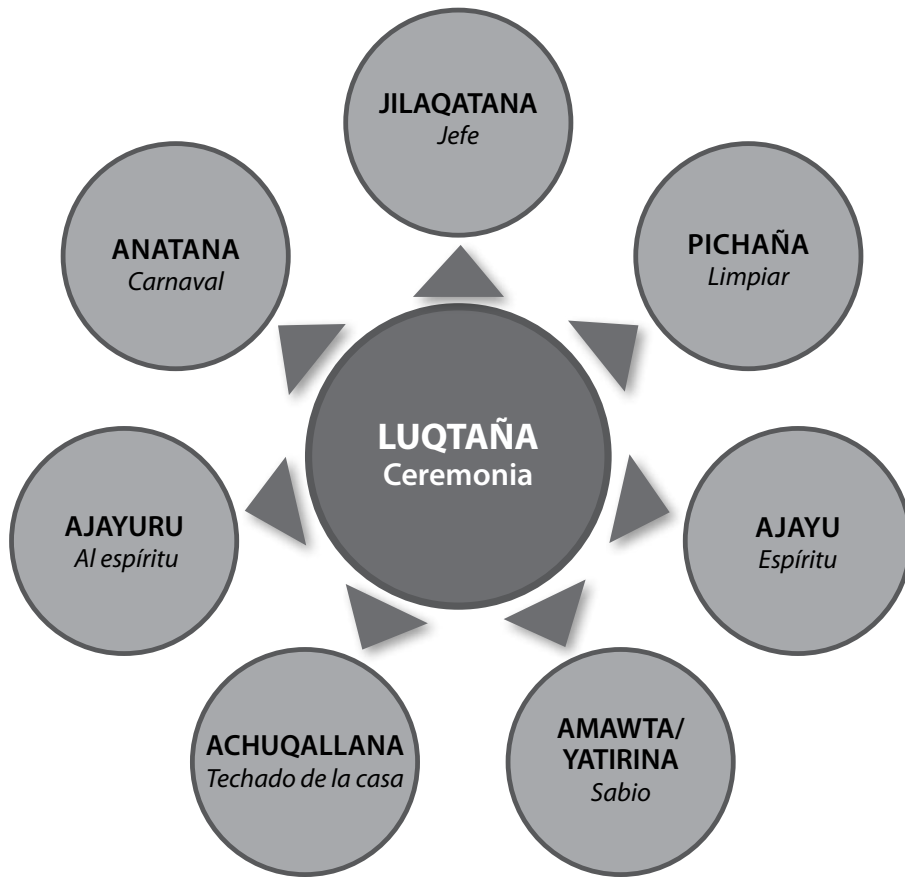 JILAQATANA
Jefe
PICHAÑA
Limpiar
AJAYU
Espíritu
AMAWTA/
YATIRINA
Sabio
ACHUQALLANA
Techado de la casa
AJAYURU
Al espíritu
ANATANA
Carnaval
LUQTAÑA
Ceremonia